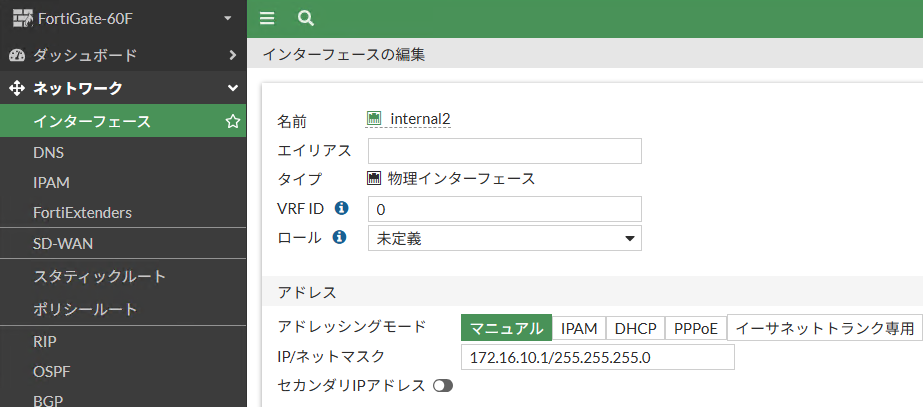 FortiGate-60F
ダッシュボード
ネットワーク
インターフェース
DNS
IPAM
FortiExtenders
SD-WAN
スタティックルート
ポリシールート
RIP
OSPF
BGP
インターフェースの編集
名前 internal2
エイリアス
タイプ 物理インターフェース
VRF ID 0
ロール 未定義
アドレス
アドレッシングモード マニュアル IPAM DHCP PPPoE イーサネットトランク専用
IP/ネットマスク 172.16.10.1/255.255.255.0
セカンダリIPアドレス